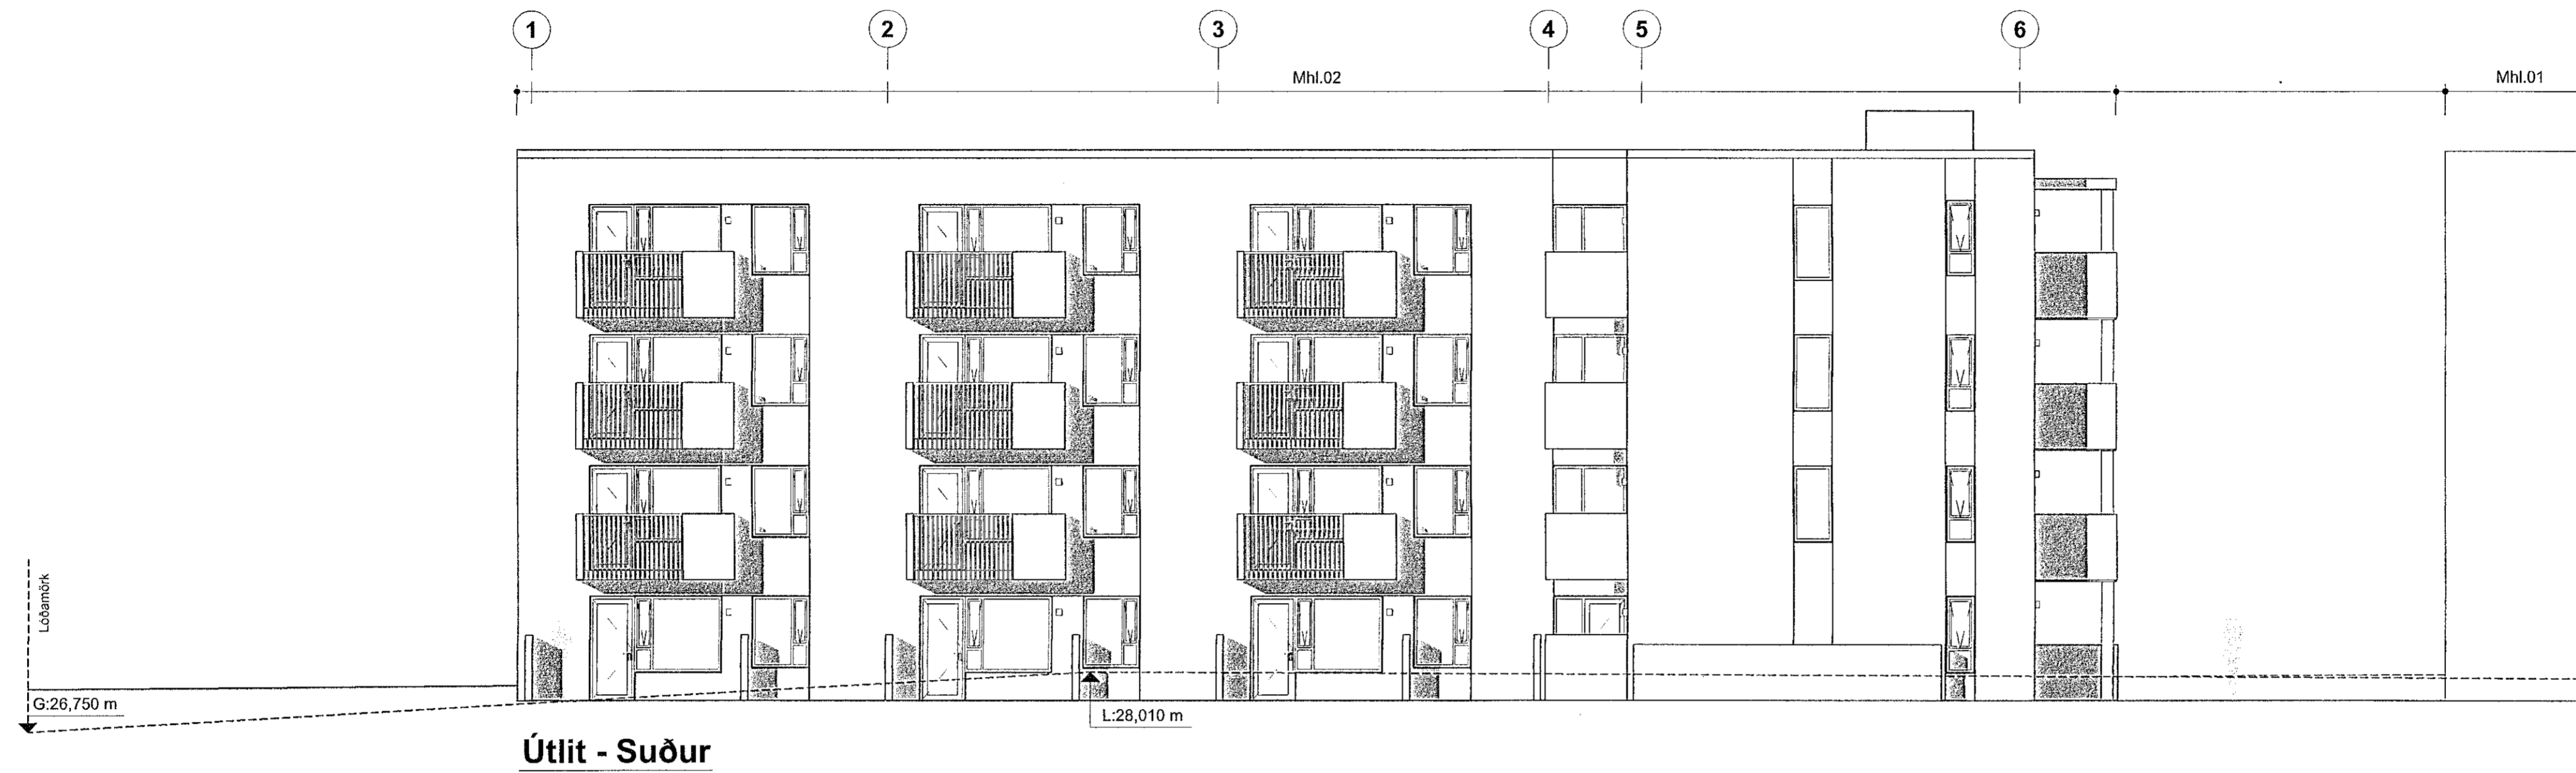 1 2 3 4 5 6
Mhl.02 Mhl.01
Lóðamörk
G:26,750 m
L:28,010 m
Útlit - Suður